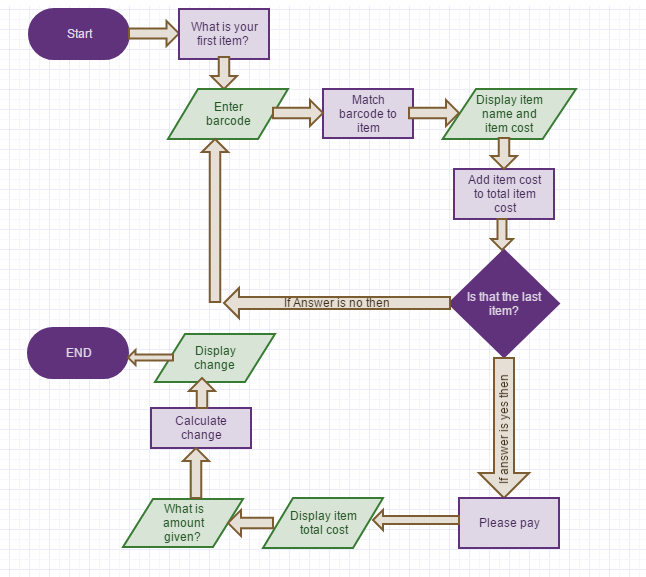 Start
What is your
first item?
Enter
barcode
Match
barcode to
item
Display item
name and
item cost
Add item cost
to total item
cost
Is that the last
item?
If Answer is no then
If answer is yes then
END
Display
change
Calculate
change
What is
amount
given?
Display item
total cost
Please pay